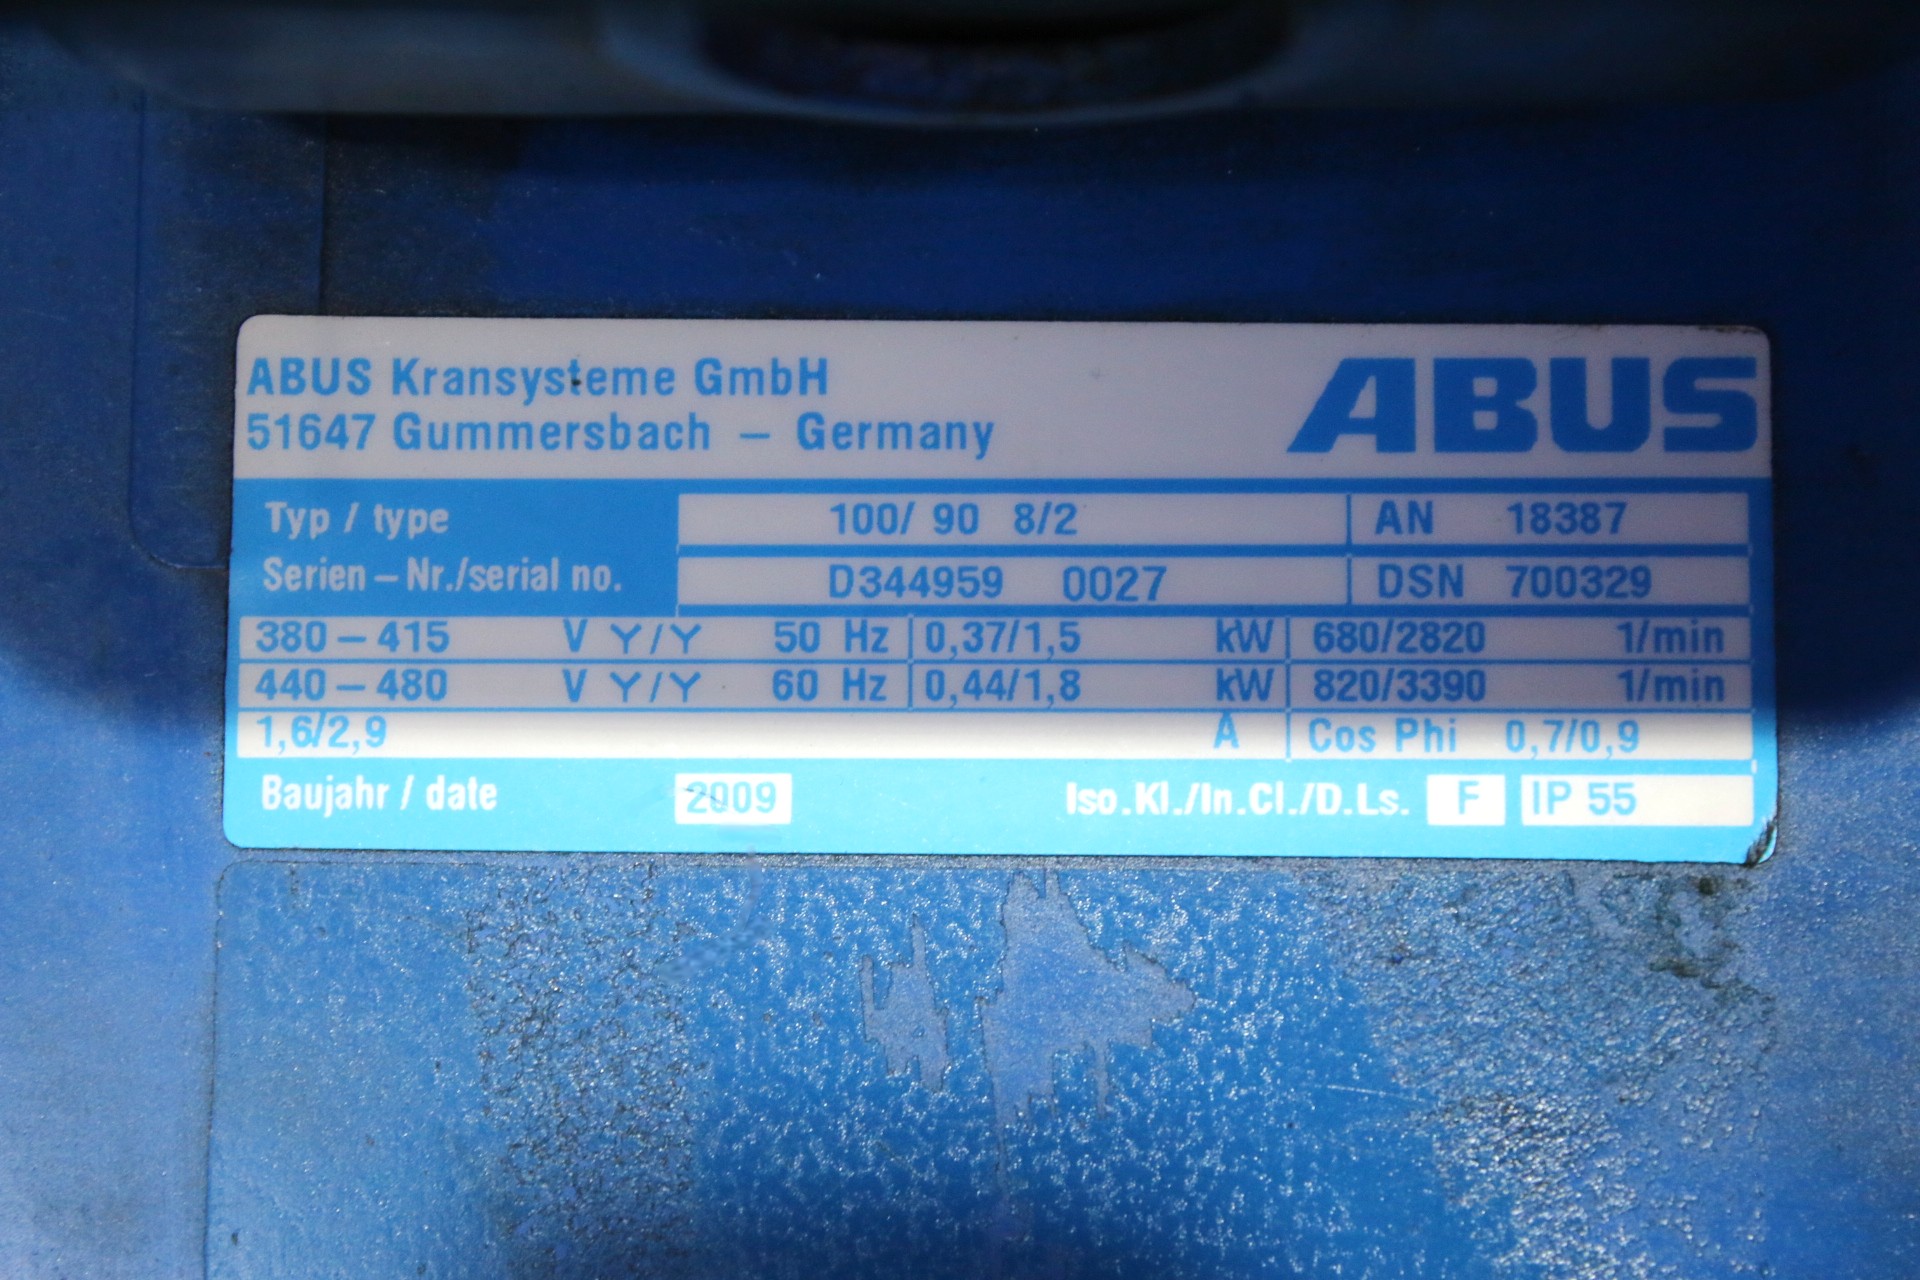 ABUS Kransysteme GmbH
51647 Gummersbach – Germany
ABUS
Typ / type 100/ 90 8/2 AN 18387
Serien – Nr./serial no. D344959 0027 DSN 700329
380 – 415 V Y/Y 50 Hz 0,37/1,5 kW 680/2820 1/min
440 – 480 V Y/Y 60 Hz 0,44/1,8 kW 820/3390 1/min
1,6/2,9 A Cos Phi 0,7/0,9
Baujahr / date 2009 Iso.Kl./In.Cl./D.Ls. F IP 55